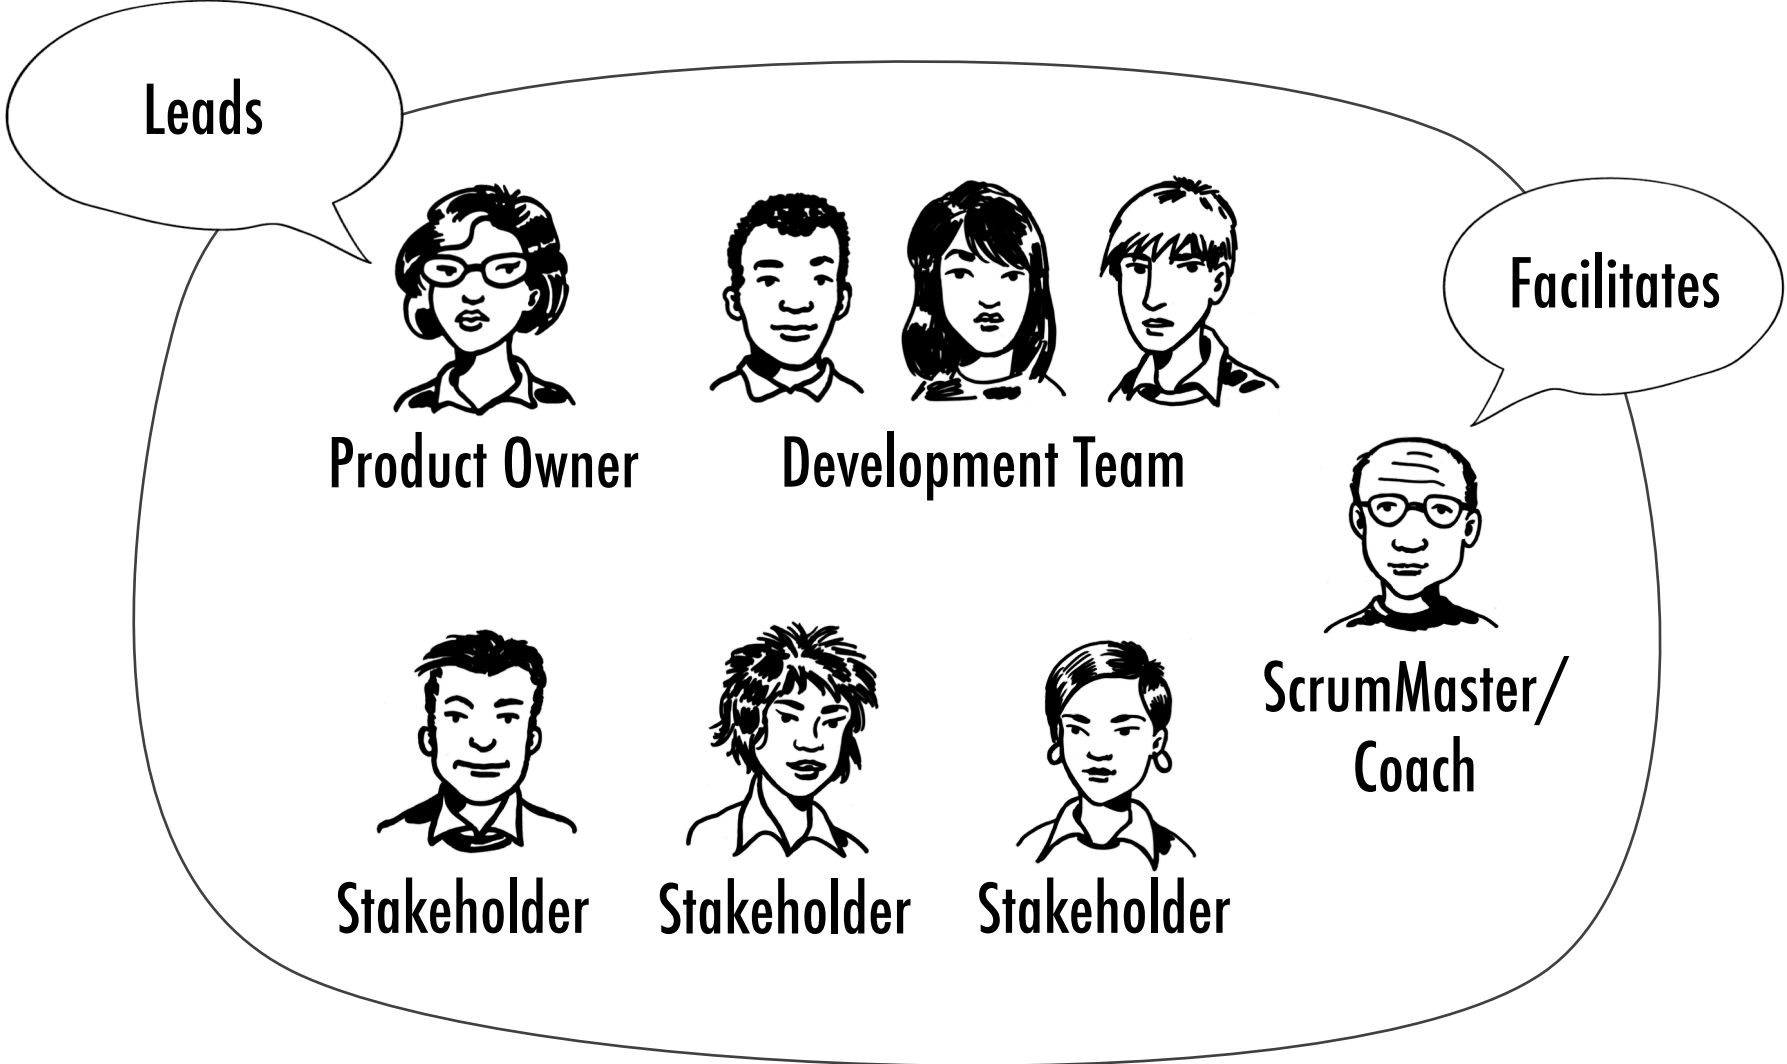 Leads
Facilitates
Product Owner
Development Team
ScrumMaster/
Coach
Stakeholder
Stakeholder
Stakeholder